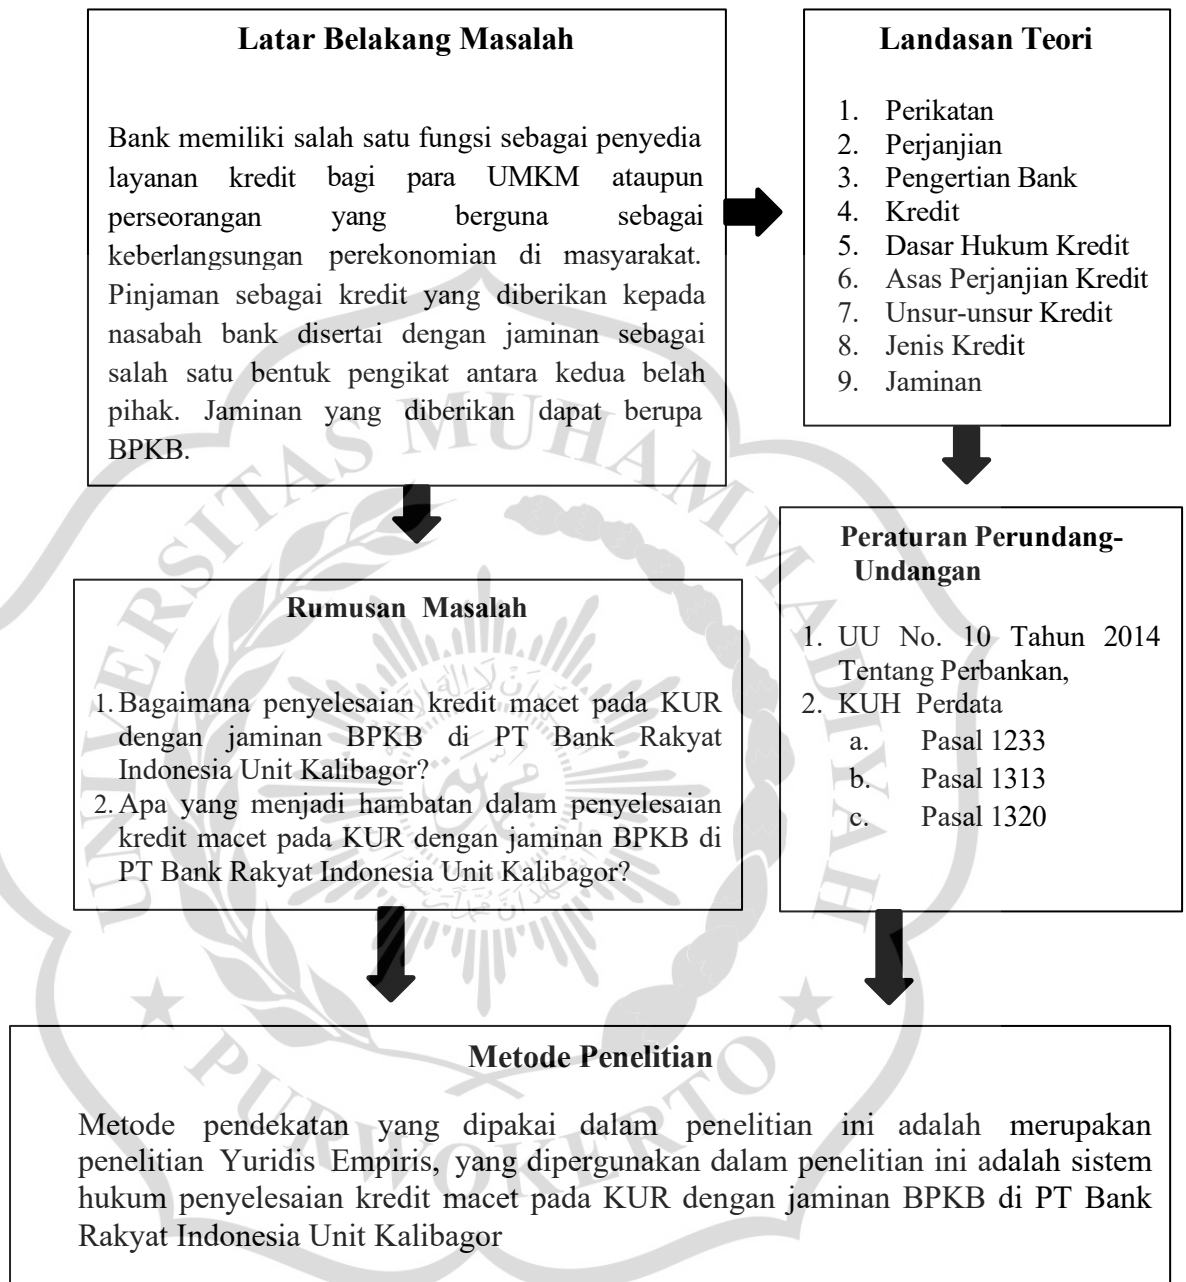 Latar Belakang Masalah
Bank memiliki salah satu fungsi sebagai penyedia
layanan kredit bagi para UMKM ataupun
perseorangan yang berguna sebagai
keberlangsungan perekonomian di masyarakat.
Pinjaman sebagai kredit yang diberikan kepada
nasabah bank disertai dengan jaminan sebagai
salah satu bentuk pengikat antara kedua belah
pihak. Jaminan yang diberikan dapat berupa
BPKB.
Landasan Teori
1. Perikatan
2. Perjanjian
3. Pengertian Bank
4. Kredit
5. Dasar Hukum Kredit
6. Asas Perjanjian Kredit
7. Unsur-unsur Kredit
8. Jenis Kredit
9. Jaminan
Rumusan Masalah
1. Bagaimana penyelesaian kredit macet pada KUR
dengan jaminan BPKB di PT Bank Rakyat
Indonesia Unit Kalibagor?
2. Apa yang menjadi hambatan dalam penyelesaian
kredit macet pada KUR dengan jaminan BPKB di
PT Bank Rakyat Indonesia Unit Kalibagor?
Peraturan Perundang-
Undangan
1. UU No. 10 Tahun 2014
Tentang Perbankan,
2. KUH Perdata
a. Pasal 1233
b. Pasal 1313
c. Pasal 1320
Metode Penelitian
Metode pendekatan yang dipakai dalam penelitian ini adalah merupakan
penelitian Yuridis Empiris, yang dipergunakan dalam penelitian ini adalah sistem
hukum penyelesaian kredit macet pada KUR dengan jaminan BPKB di PT Bank
Rakyat Indonesia Unit Kalibagor
UNIVERSITAS MUHAMMADIYAH
PURWOKERTO